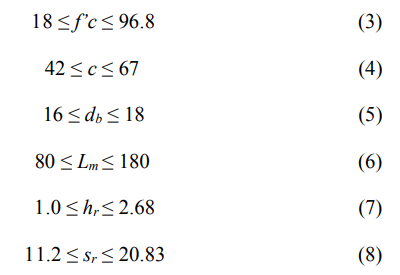 18 ≤ f'c ≤ 96.8 (3)
42 ≤ c ≤ 67 (4)
16 ≤ d_b ≤ 18 (5)
80 ≤ L_m ≤ 180 (6)
1.0 ≤ h_r ≤ 2.68 (7)
11.2 ≤ s_r ≤ 20.83 (8)